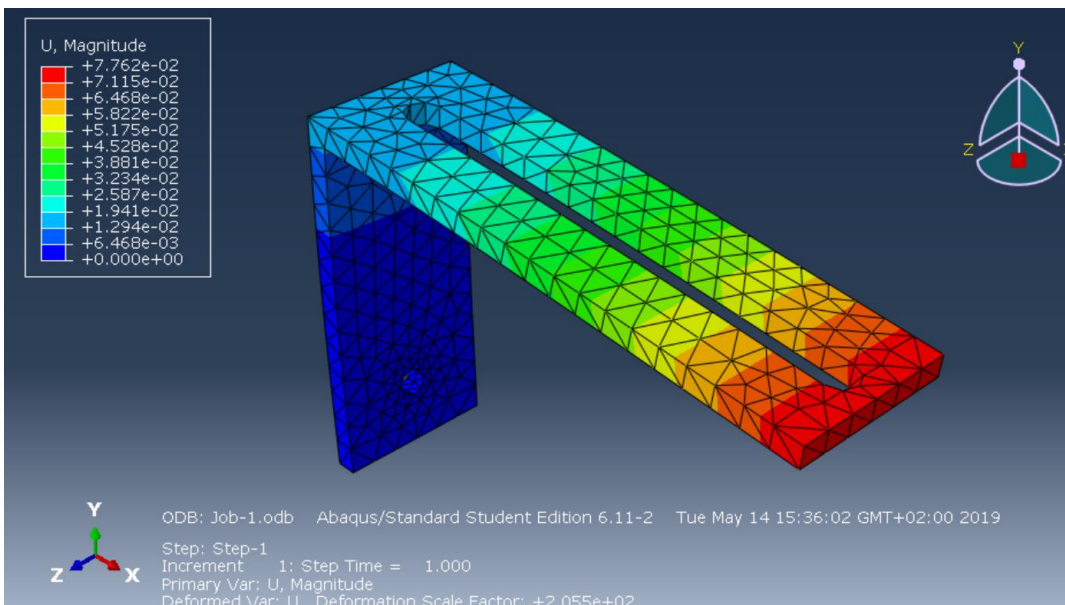 U, Magnitude
+7.762e-02
+7.115e-02
+6.468e-02
+5.822e-02
+5.175e-02
+4.528e-02
+3.881e-02
+3.234e-02
+2.587e-02
+1.941e-02
+1.294e-02
+6.468e-03
+0.000e+00
Y
Z
Y
Z
X
ODB: Job-1.odb Abaqus/Standard Student Edition 6.11-2 Tue May 14 15:36:02 GMT+02:00 2019
Step: Step-1
Increment 1: Step Time = 1.000
Primary Var: U, Magnitude
Deformed Var: U Deformation Scale Factor: +2.055e+02